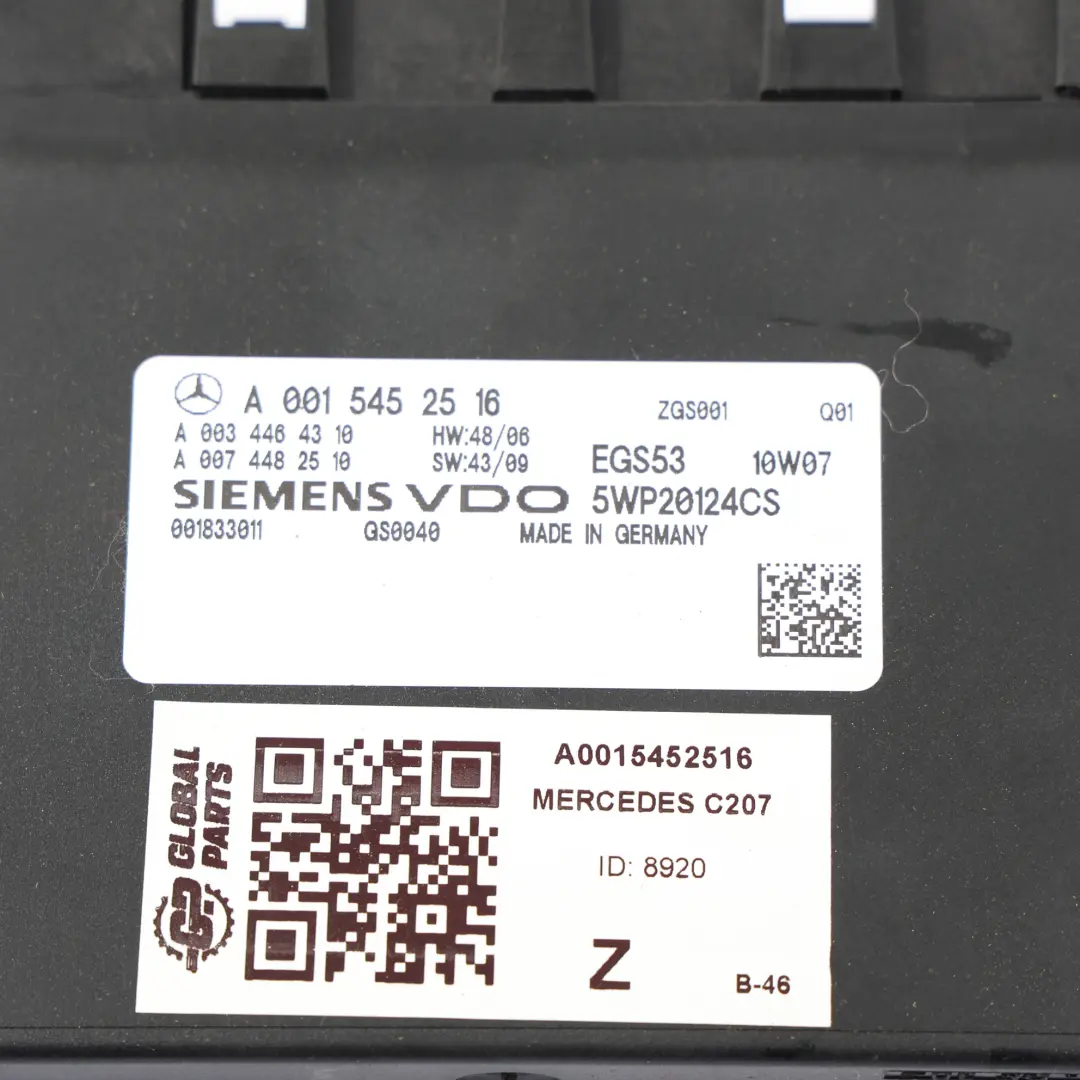 A 001 545 25 16 ZGS001 Q01
A 003 446 43 10 HW:48/06
A 007 448 25 10 SW:43/09 EGS53 10W07
SIEMENS VDO 5WP20124CS
001833011 GS0040 MADE IN GERMANY
GLOBAL PARTS
GP
A0015452516
MERCEDES C207
ID: 8920
Z B-46